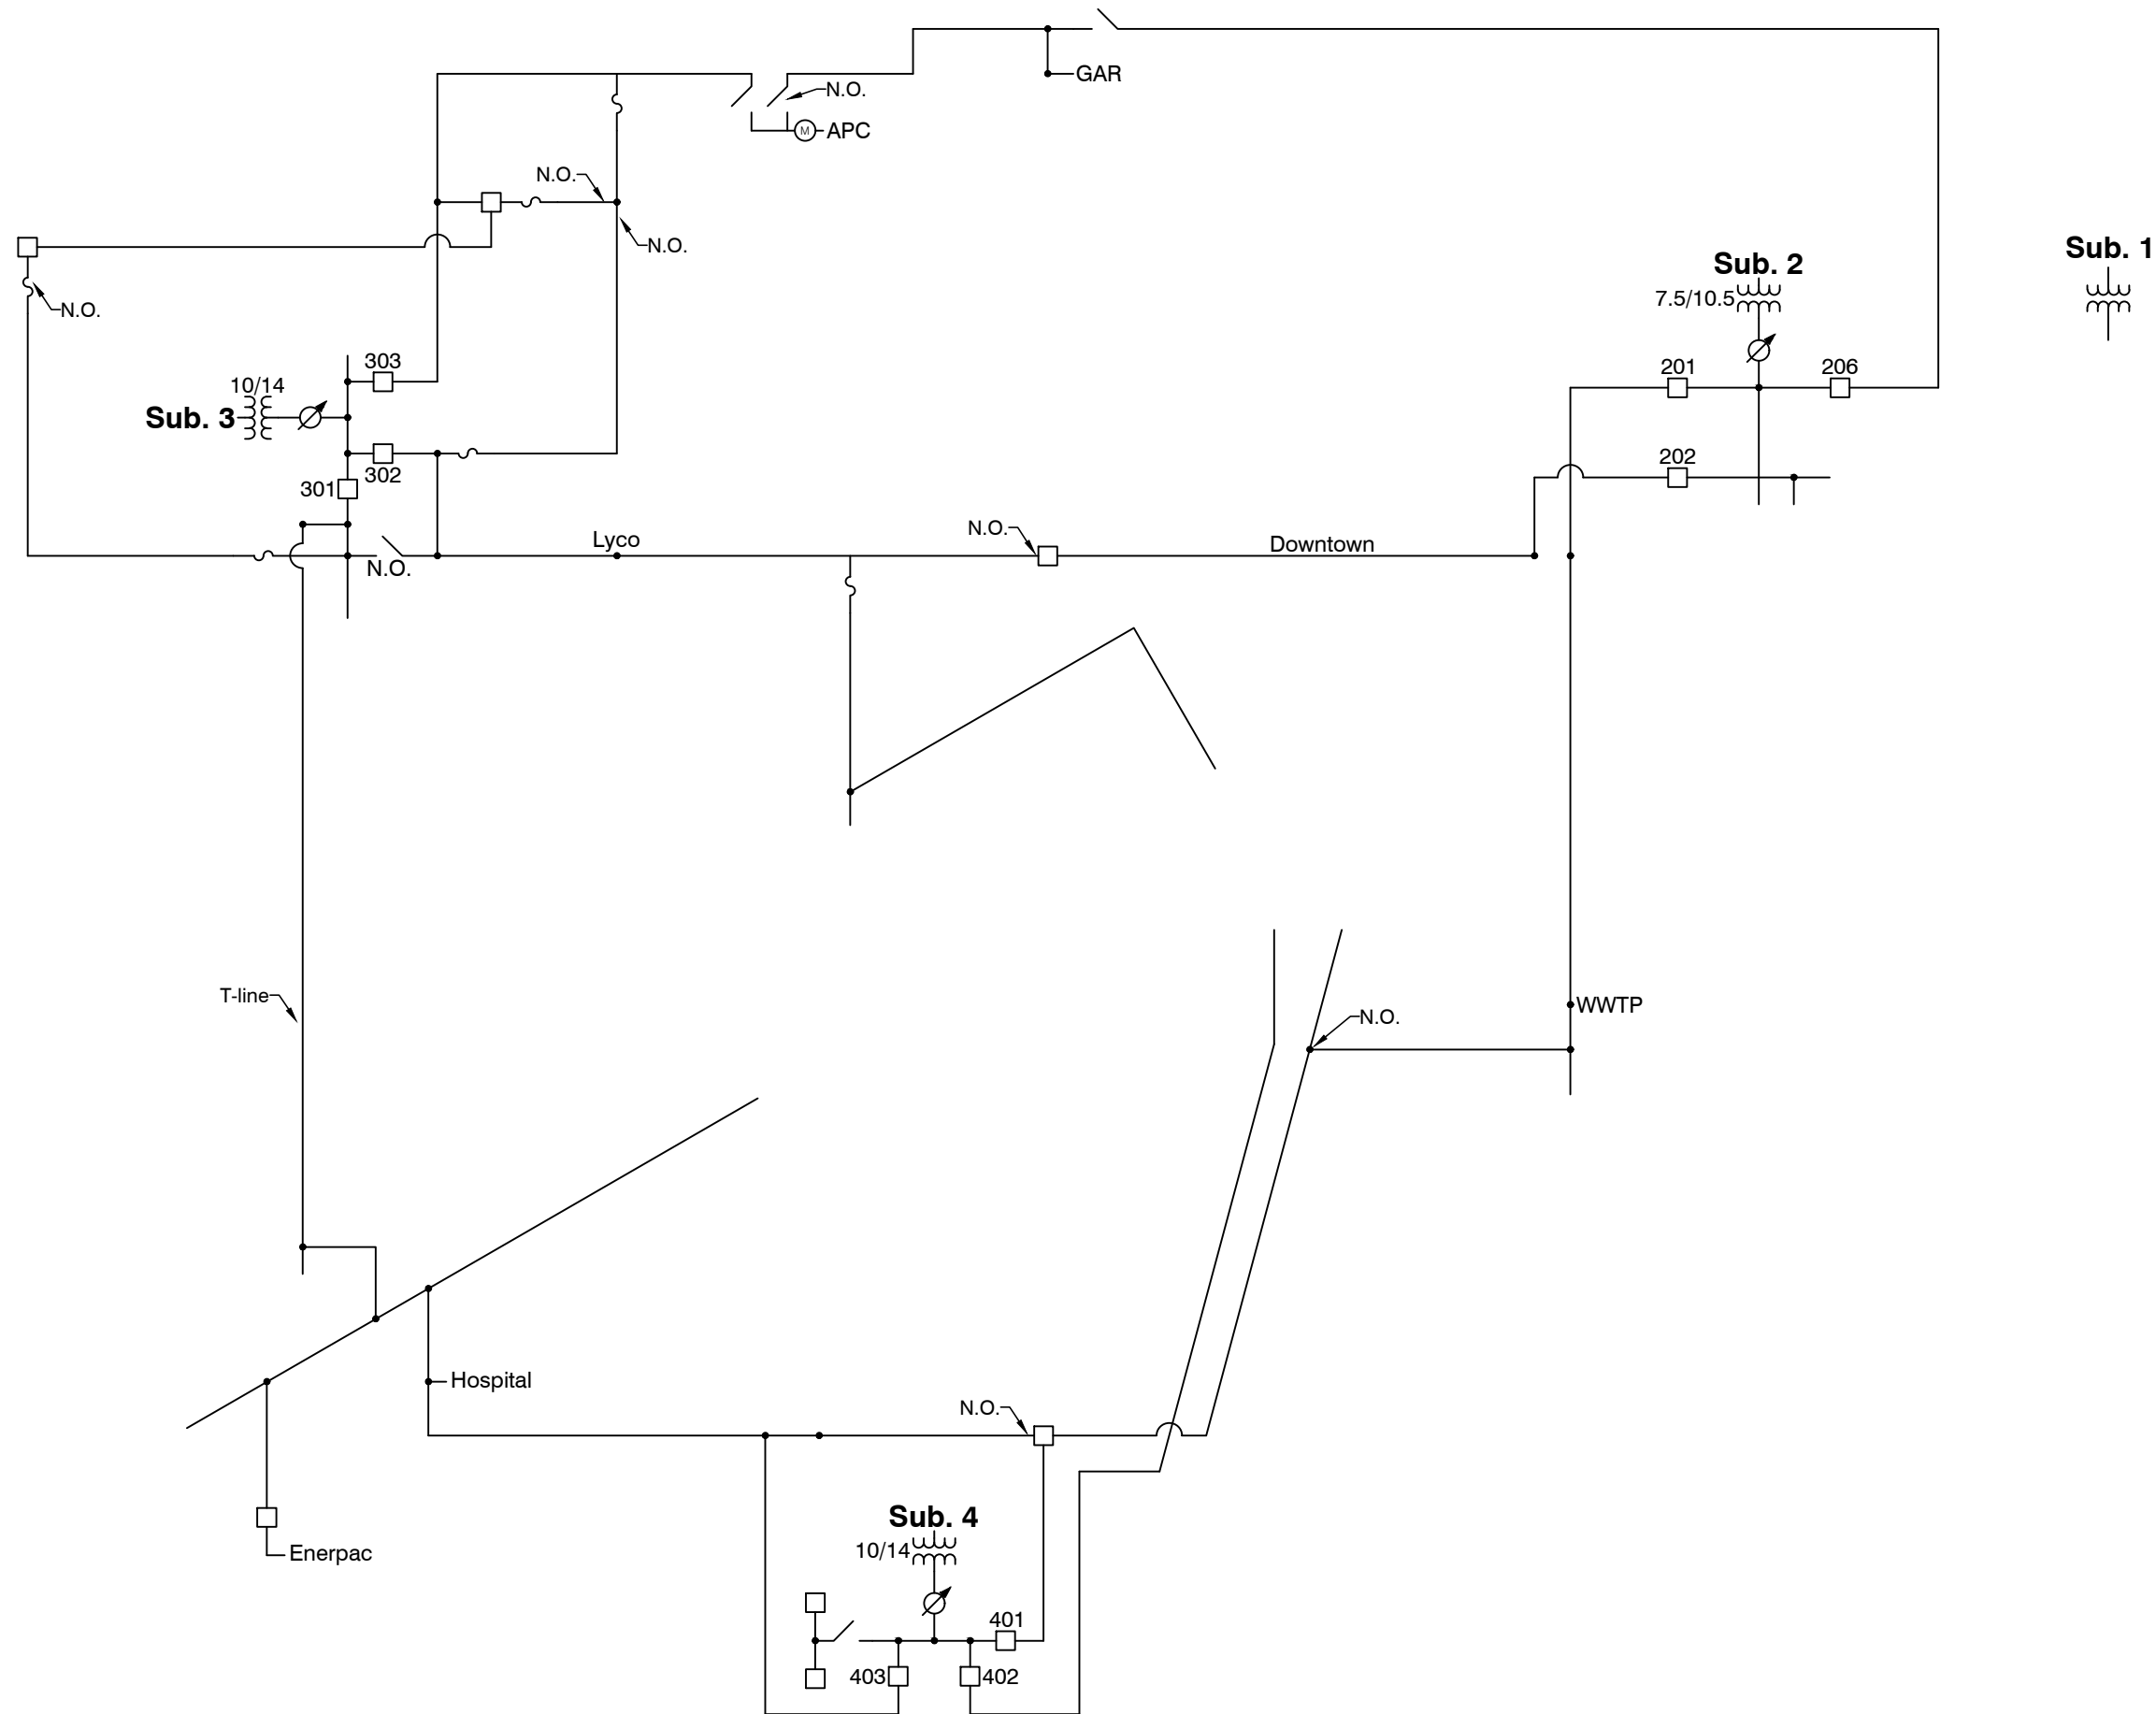 GAR
N.O.
M
APC
N.O.
N.O.
Sub. 1
Sub. 2
7.5/10.5
N.O.
303
201
206
10/14
Sub. 3
302
202
301
N.O.
Lyco
Downtown
N.O.
T-line
WWTP
N.O.
Hospital
N.O.
Sub. 4
10/14
Enerpac
401
403
402